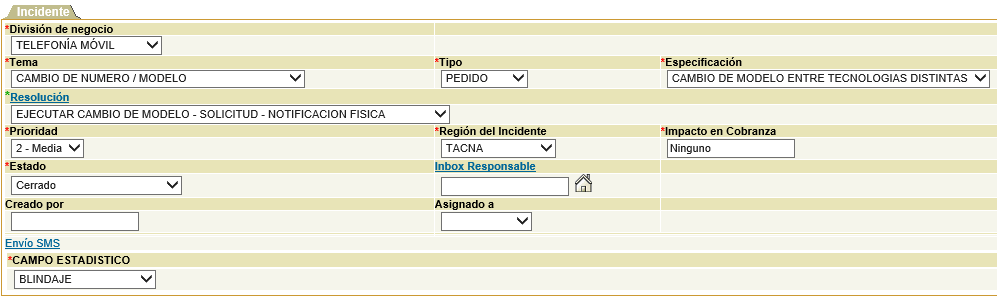 Incidente
*División de negocio
TELEFONÍA MÓVIL
*Tema *Tipo *Especificación
CAMBIO DE NUMERO / MODELO PEDIDO CAMBIO DE MODELO ENTRE TECNOLOGIAS DISTINTAS
*Resolución
EJECUTAR CAMBIO DE MODELO - SOLICITUD - NOTIFICACION FISICA
*Prioridad *Región del Incidente *Impacto en Cobranza
2 - Media TACNA Ninguno
*Estado Inbox Responsable
Cerrado
Creado por Asignado a
Envío SMS
*CAMPO ESTADISTICO
BLINDAJE